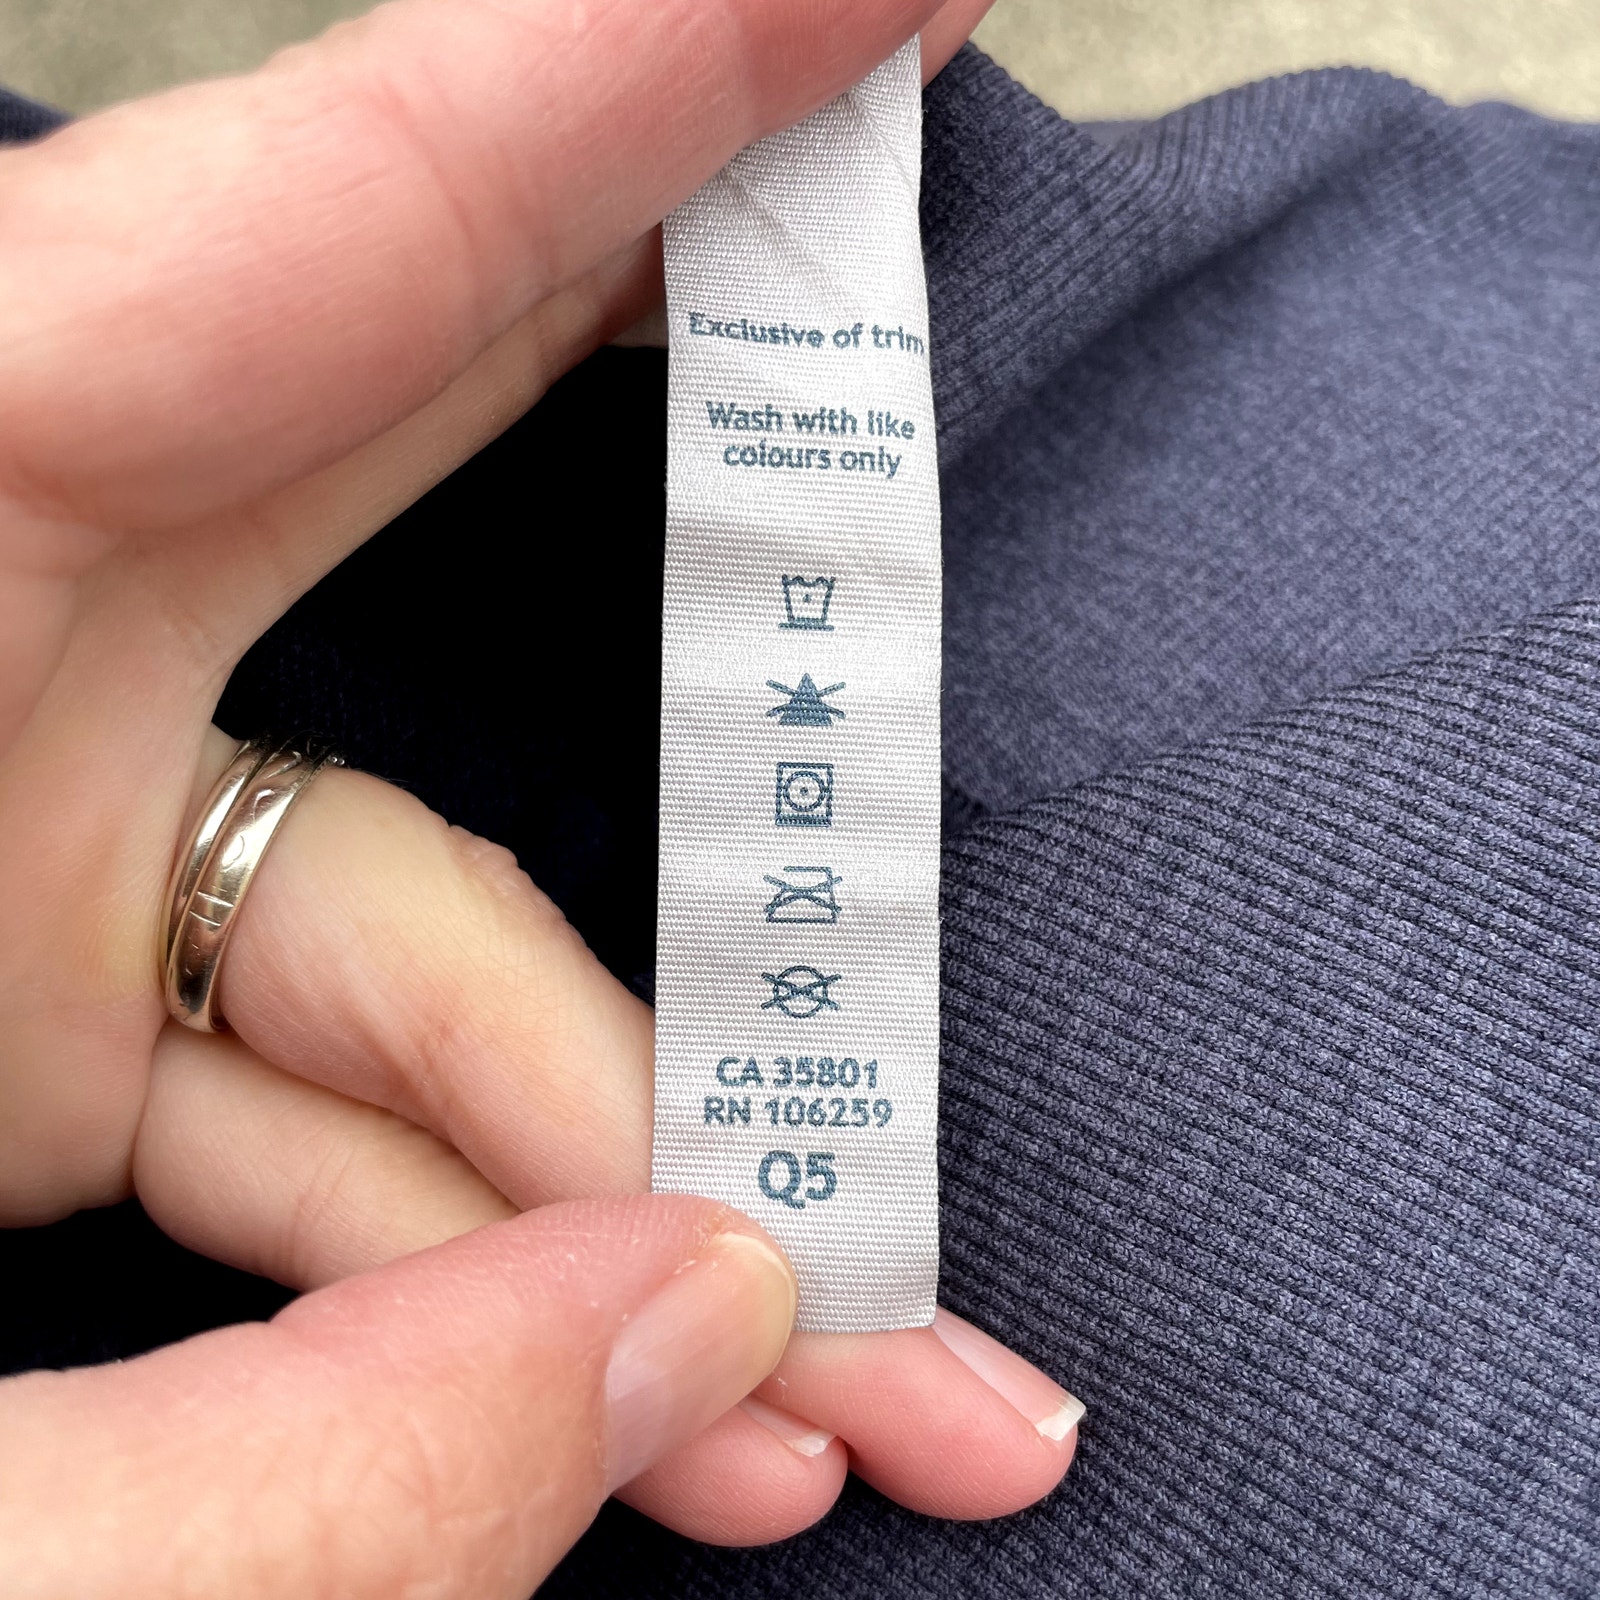 Exclusive of trim
Wash with like
colours only
CA 35801
RN 106259
Q5